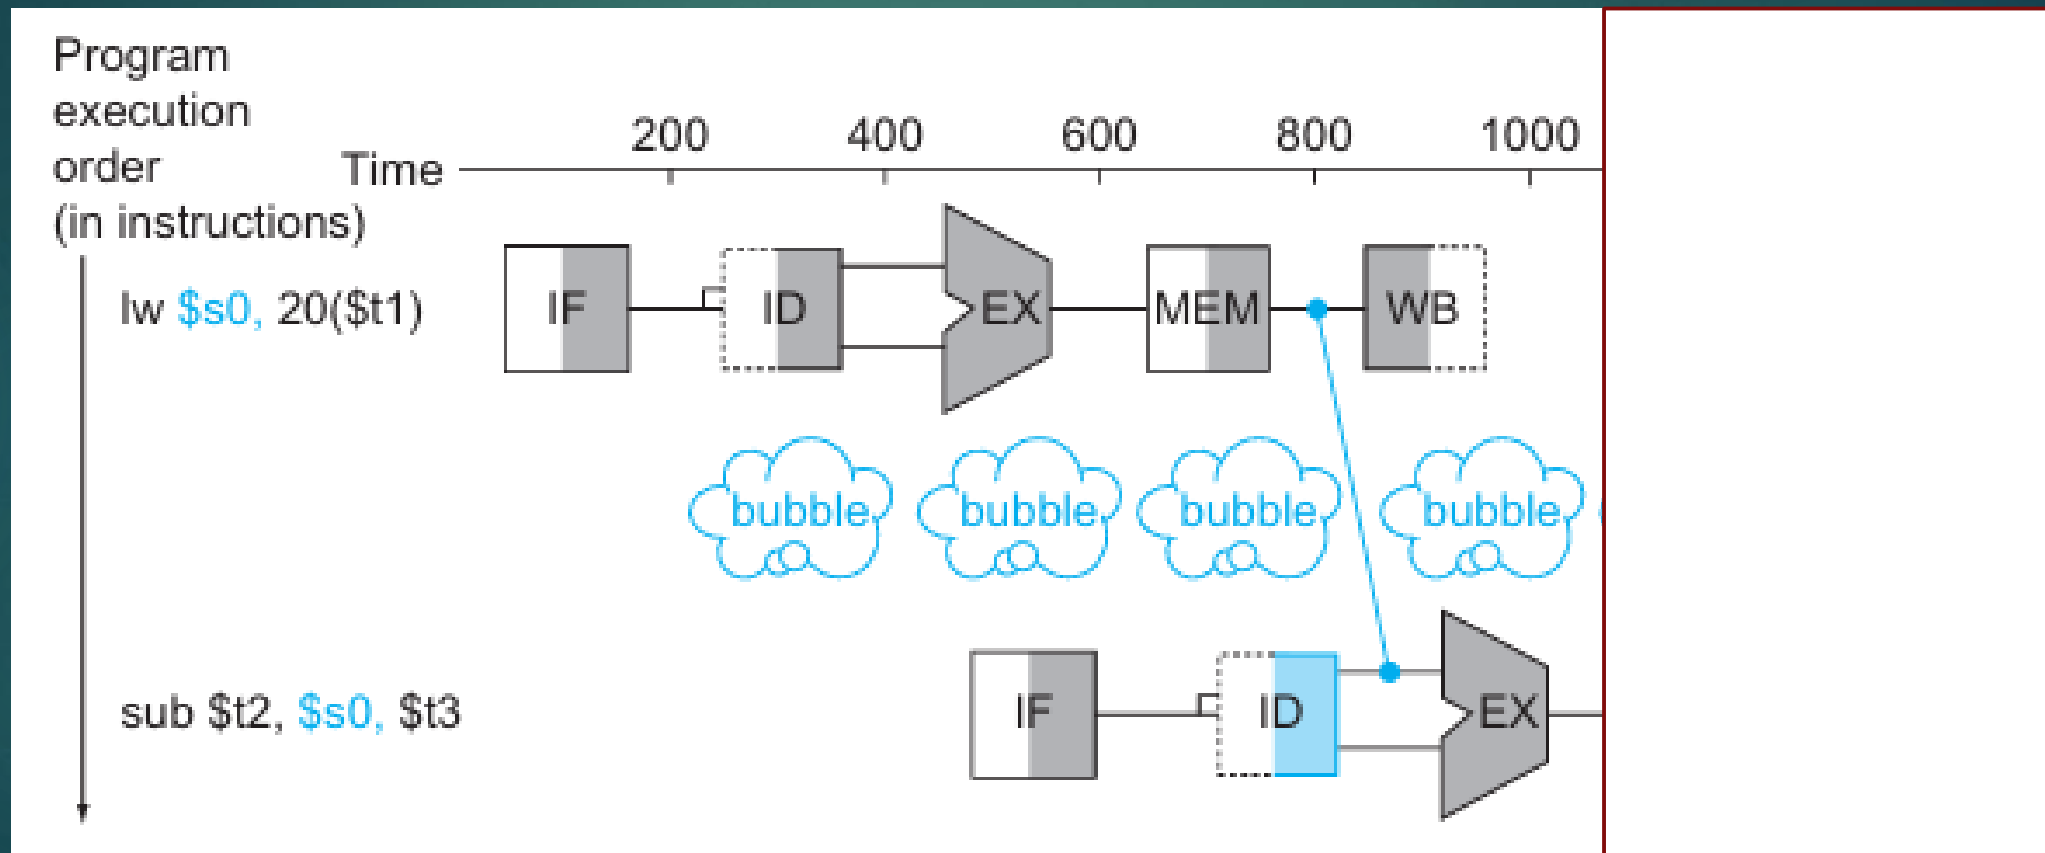 Program
execution
order
(in instructions)
Time
200 400 600 800 1000
lw $s0, 20($t1)
IF ID EX MEM WB
bubble bubble bubble bubble
sub $t2, $s0, $t3
IF ID EX